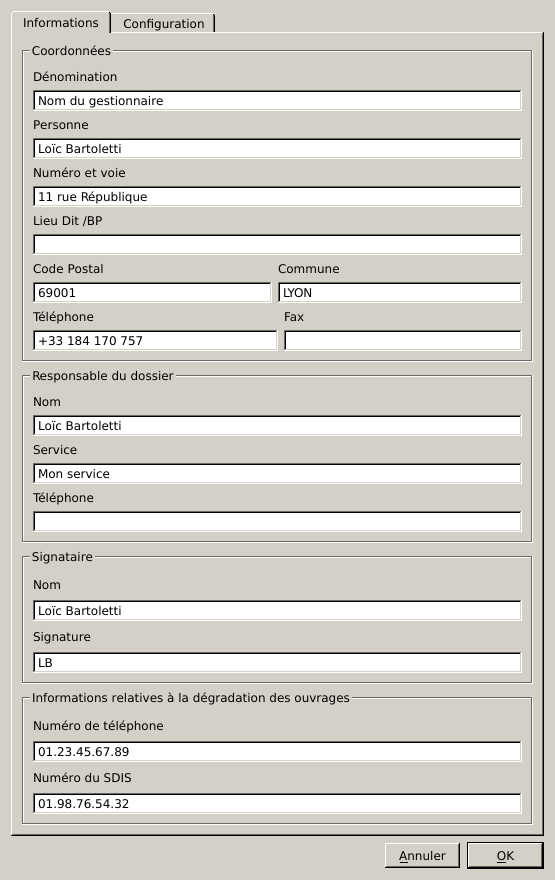 Informations Configuration
Coordonnées
Dénomination
Nom du gestionnaire
Personne
Loïc Bartoletti
Numéro et voie
11 rue République
Lieu Dit /BP
Code Postal Commune
69001 LYON
Téléphone Fax
+33 184 170 757
Responsable du dossier
Nom
Loïc Bartoletti
Service
Mon service
Téléphone
Signataire
Nom
Loïc Bartoletti
Signature
LB
Informations relatives à la dégradation des ouvrages
Numéro de téléphone
01.23.45.67.89
Numéro du SDIS
01.98.76.54.32
Annuler OK